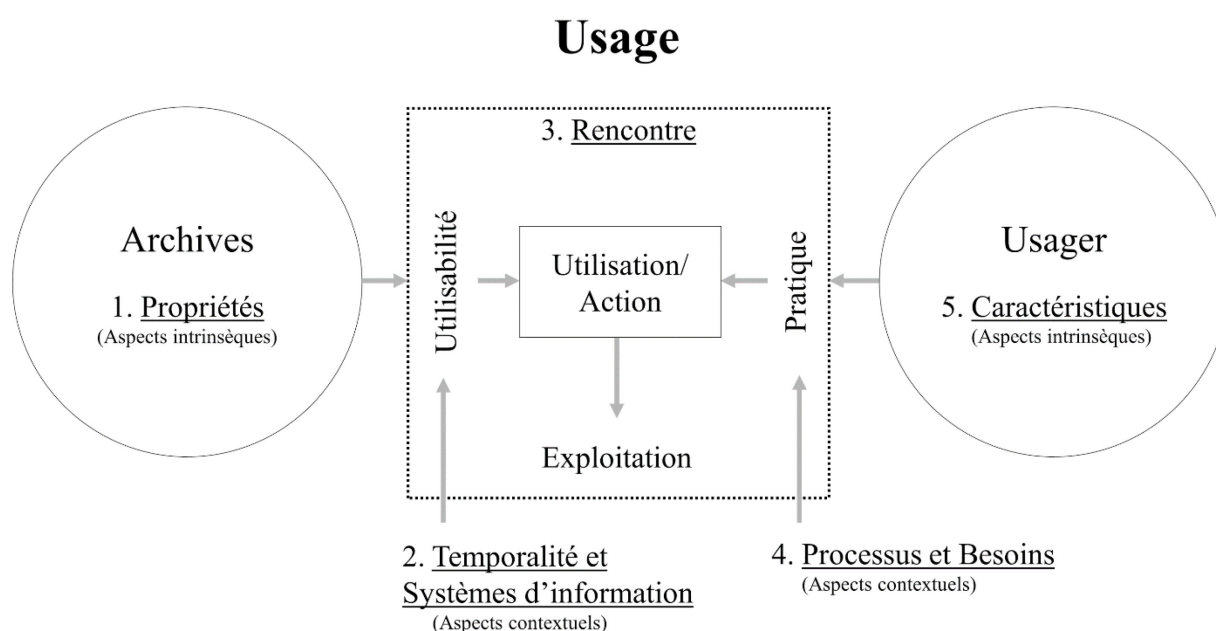 Usage
Archives
1. Propriétés
(Aspects intrinsèques)
3. Rencontre
Utilisabilité
Utilisation/
Action
Pratique
Exploitation
Usager
5. Caractéristiques
(Aspects intrinsèques)
2. Temporalité et
Systèmes d’information
(Aspects contextuels)
4. Processus et Besoins
(Aspects contextuels)